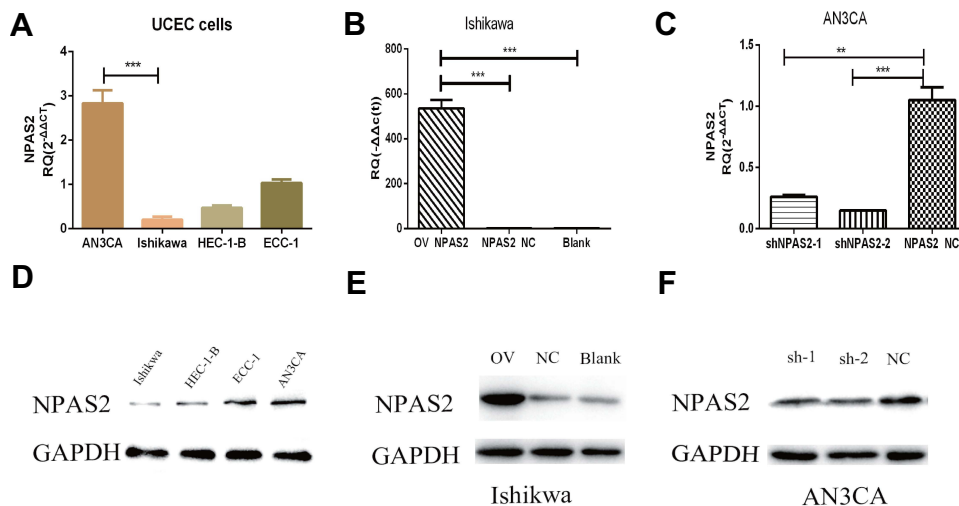 A
UCEC cells
NPAS2
RQ(2^-ΔΔCT)
4
3
2
1
0
***
AN3CA Ishikawa HEC-1-B ECC-1
B
Ishikawa
RQ(-ΔΔc(t))
800
600
400
200
0
***
***
OV NPAS2 NPAS2 NC Blank
C
AN3CA
NPAS2
RQ(2^-ΔΔCT)
1.5
1.0
0.5
0.0
**
***
shNPAS2-1 shNPAS2-2 NPAS2 NC
D
Ishikwa HEC-1-B ECC-1 AN3CA
NPAS2
GAPDH
E
OV NC Blank
NPAS2
GAPDH
Ishikwa
F
sh-1 sh-2 NC
NPAS2
GAPDH
AN3CA